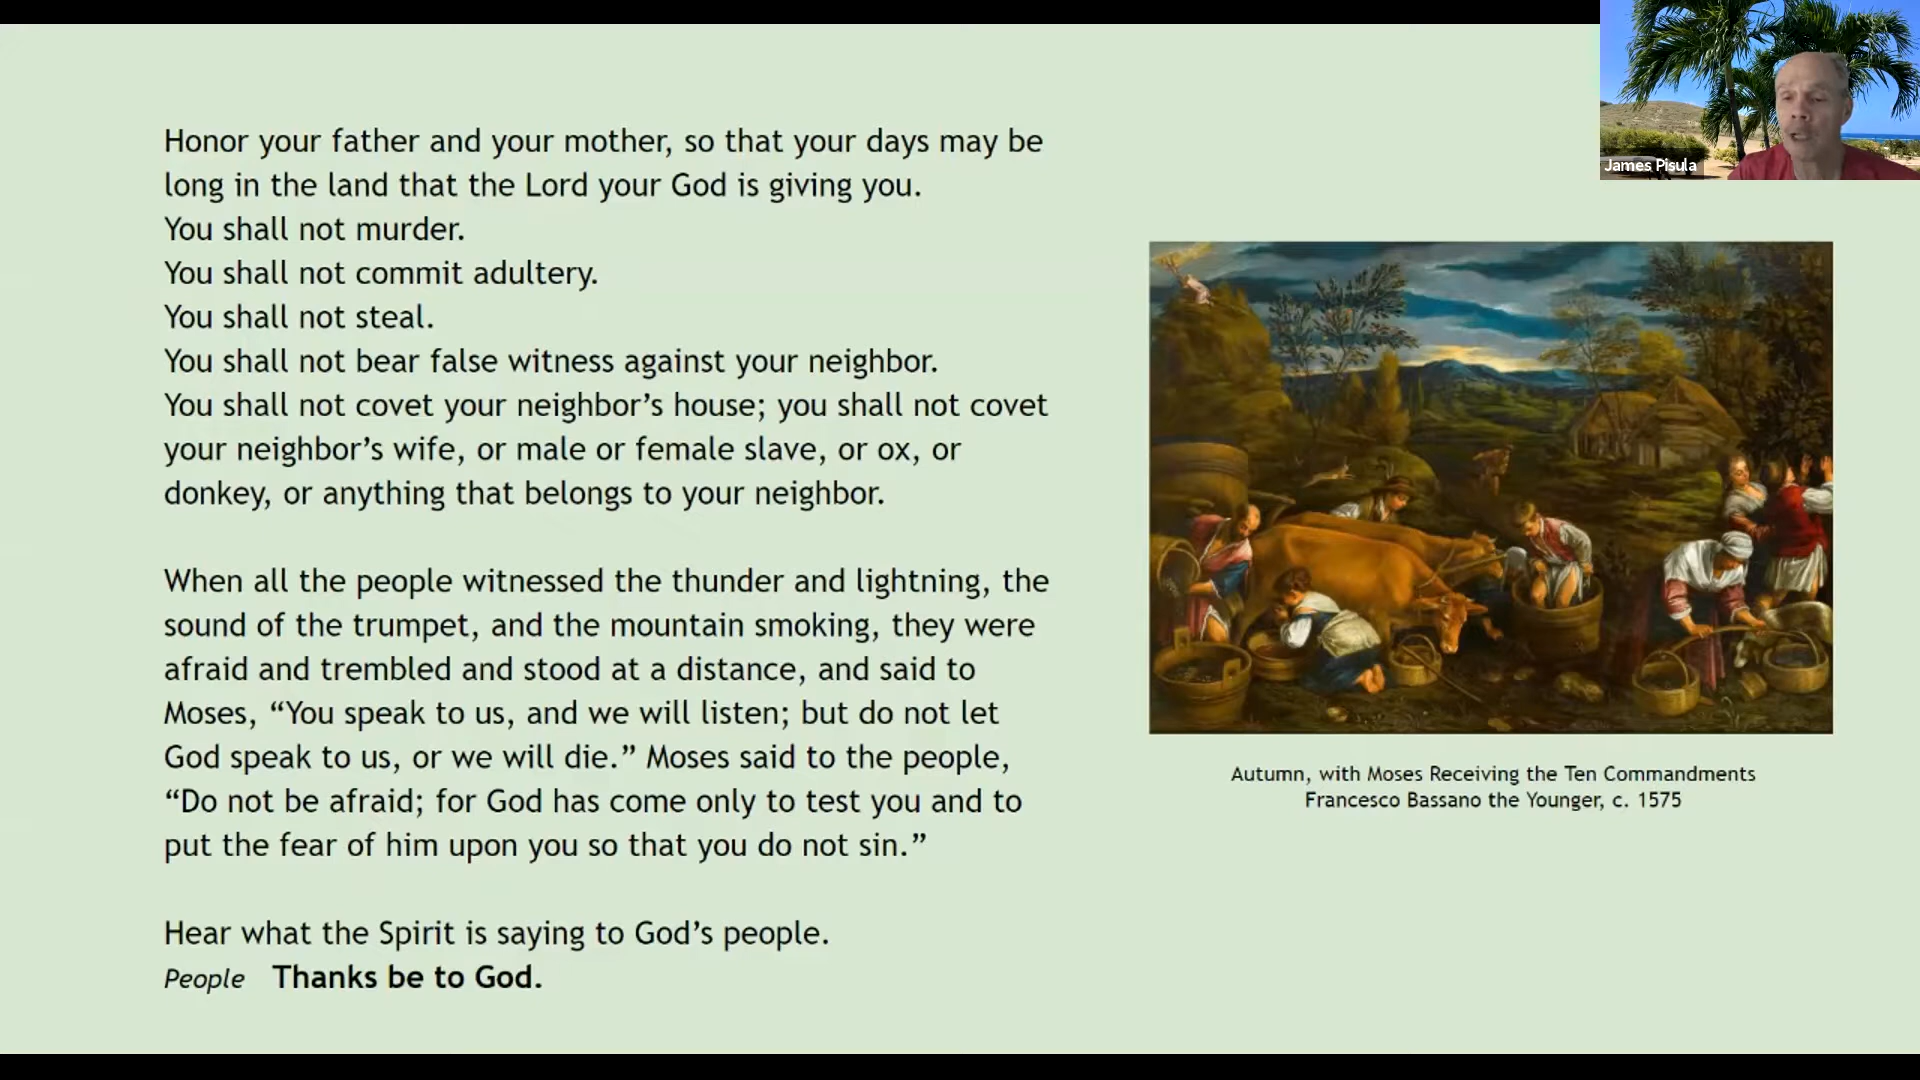 Honor your father and your mother, so that your days may be
long in the land that the Lord your God is giving you.
You shall not murder.
You shall not commit adultery.
You shall not steal.
You shall not bear false witness against your neighbor.
You shall not covet your neighbor’s house; you shall not covet
your neighbor’s wife, or male or female slave, or ox, or
donkey, or anything that belongs to your neighbor.
When all the people witnessed the thunder and lightning, the
sound of the trumpet, and the mountain smoking, they were
afraid and trembled and stood at a distance, and said to
Moses, “You speak to us, and we will listen; but do not let
God speak to us, or we will die.” Moses said to the people,
“Do not be afraid; for God has come only to test you and to
put the fear of him upon you so that you do not sin.”
Hear what the Spirit is saying to God’s people.
People Thanks be to God.
James Pisula
Autumn, with Moses Receiving the Ten Commandments
Francesco Bassano the Younger, c. 1575